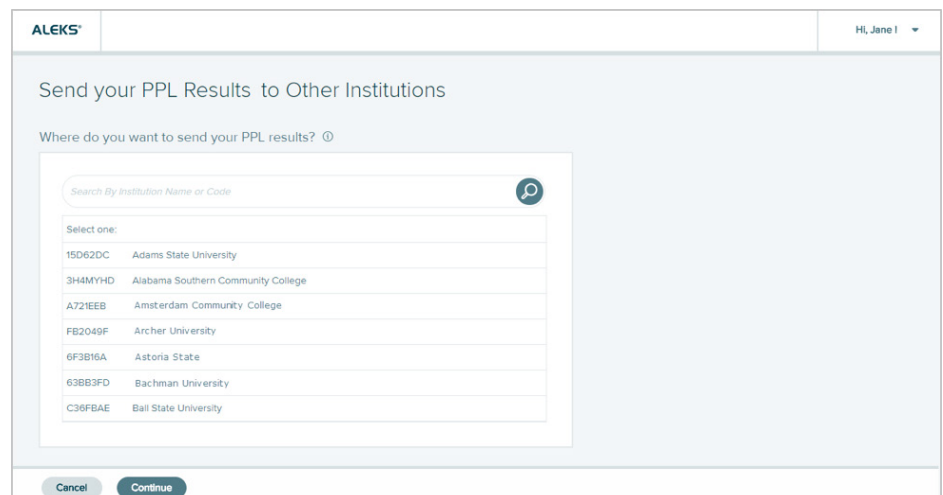 ALEKS®
Hi, Jane I
Send your PPL Results to Other Institutions
Where do you want to send your PPL results?
Search By Institution Name or Code
Select one:
15D62DC Adams State University
3H4MYHD Alabama Southern Community College
A721EEB Amsterdam Community College
FB2049F Archer University
6F3B16A Astoria State
63BB3FD Bachman University
C36FBAE Ball State University
Cancel Continue